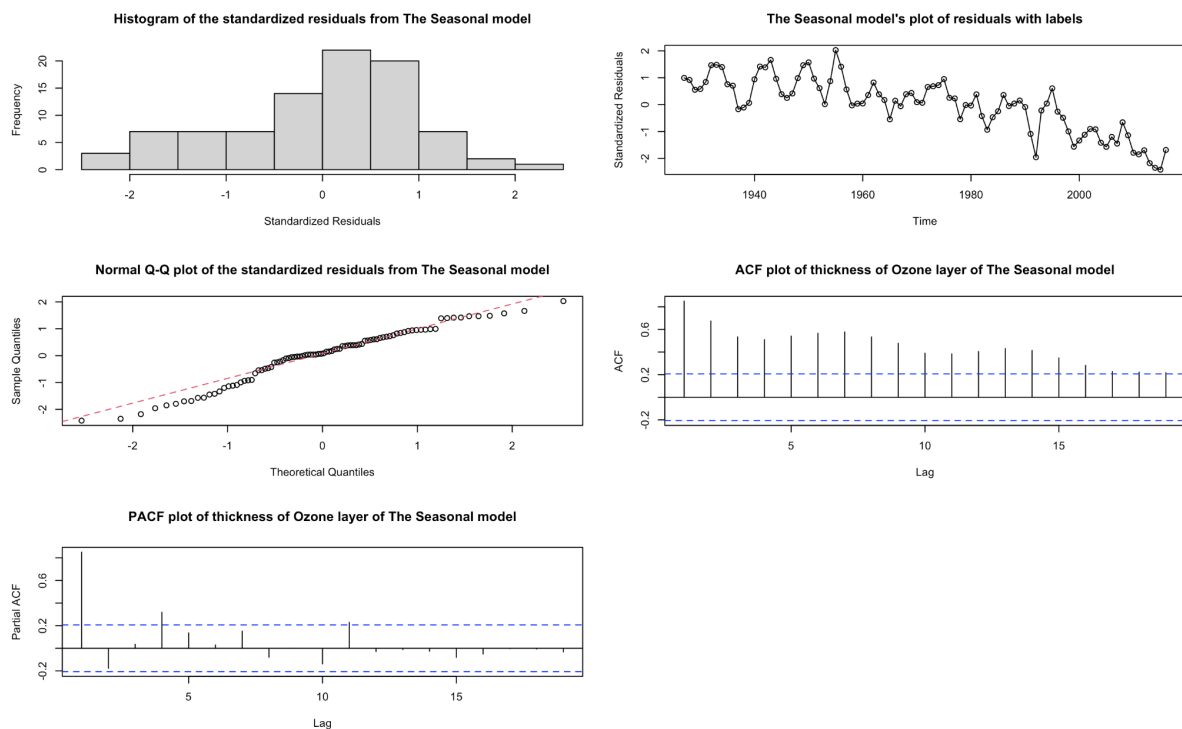 Histogram of the standardized residuals from The Seasonal model
Frequency
0 5 10 20
-2 -1 0 1 2
Standardized Residuals
The Seasonal model's plot of residuals with labels
Standardized Residuals
-2 -1 0 1 2
1940 1960 1980 2000
Time
Normal Q-Q plot of the standardized residuals from The Seasonal model
Sample Quantiles
-2 -1 0 1 2
-2 -1 0 1 2
Theoretical Quantiles
ACF plot of thickness of Ozone layer of The Seasonal model
ACF
-0.2 0.2 0.6
5 10 15
Lag
PACF plot of thickness of Ozone layer of The Seasonal model
Partial ACF
-0.2 0.2 0.6
5 10 15
Lag